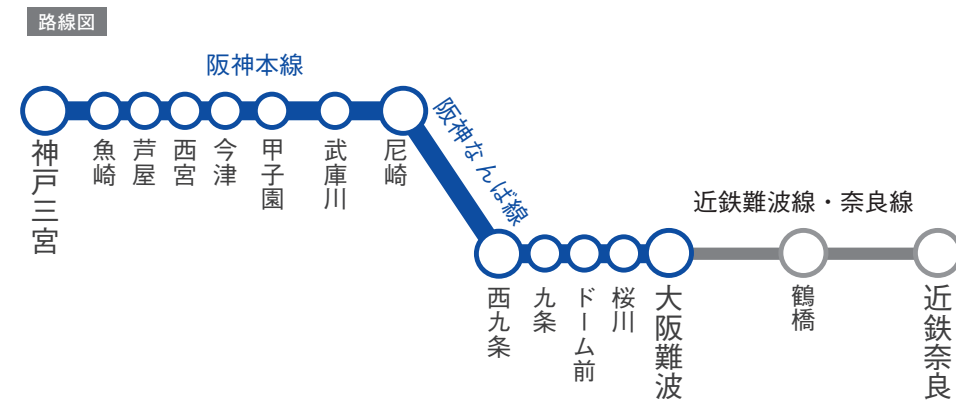 路線図
阪神本線
神戸三宮
魚崎
芦屋
西宮
今津
甲子園
武庫川
尼崎
阪神なんば線
西九条
九条
ドーム前
桜川
大阪難波
近鉄難波線・奈良線
鶴橋
近鉄奈良